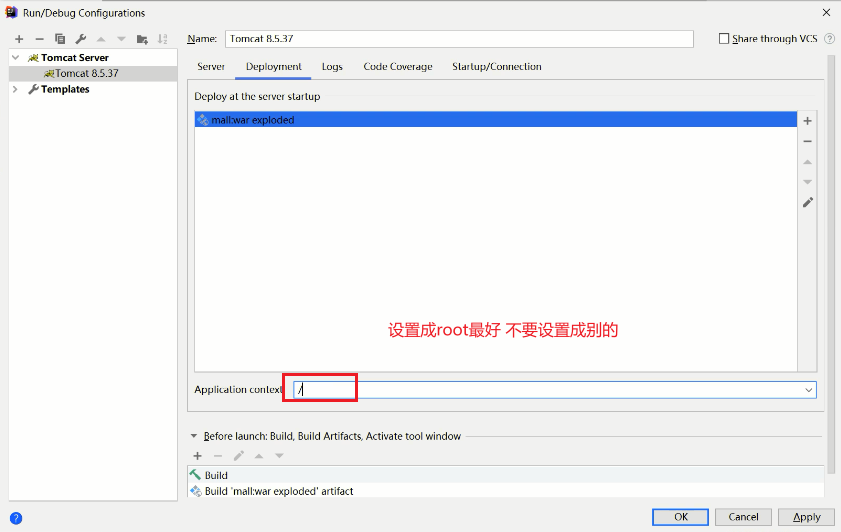 Run/Debug Configurations
Name: Tomcat 8.5.37
Share through VCS
Tomcat Server
Tomcat 8.5.37
Templates
Server Deployment Logs Code Coverage Startup/Connection
Deploy at the server startup
mall:war exploded
设置成root最好 不要设置成别的
Application context /
Before launch: Build, Build Artifacts, Activate tool window
Build
Build 'mall:war exploded' artifact
OK Cancel Apply